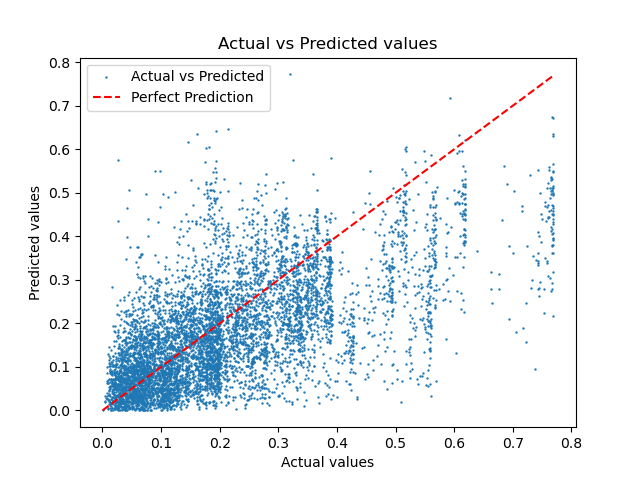 Actual vs Predicted values
Actual vs Predicted
Perfect Prediction
Predicted values
0.8
0.7
0.6
0.5
0.4
0.3
0.2
0.1
0.0
0.0 0.1 0.2 0.3 0.4 0.5 0.6 0.7 0.8
Actual values